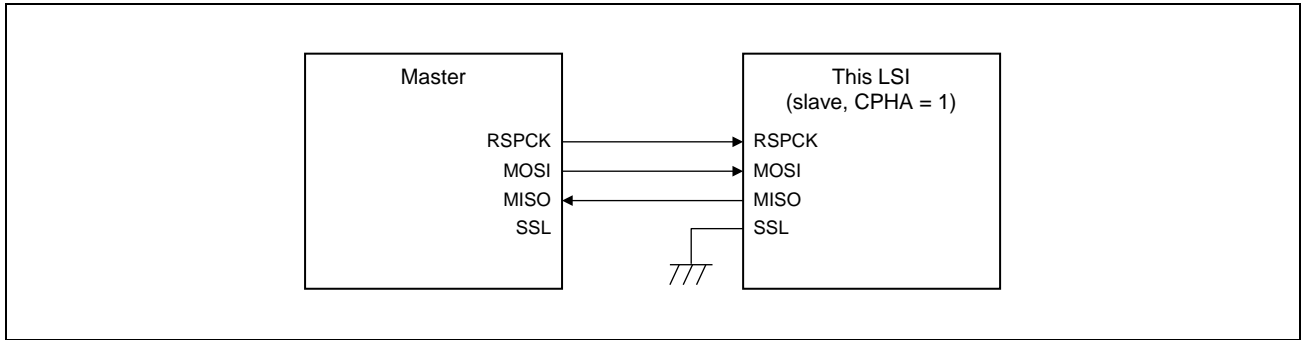 Master
RSPCK
MOSI
MISO
SSL
This LSI
(slave, CPHA = 1)
RSPCK
MOSI
MISO
SSL